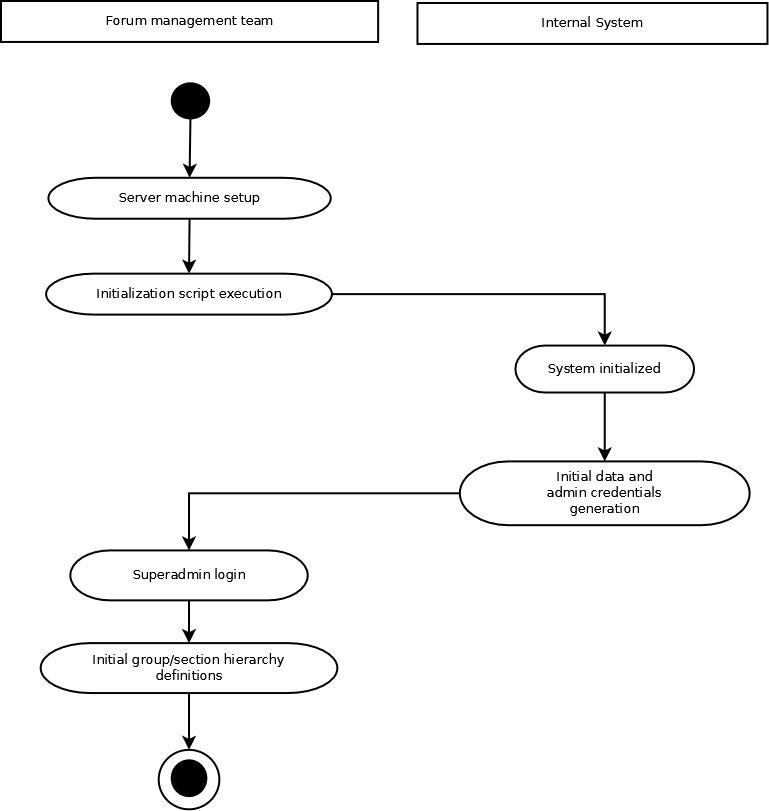 Forum management team
Internal System
Server machine setup
Initialization script execution
System initialized
Initial data and
admin credentials
generation
Superadmin login
Initial group/section hierarchy
definitions